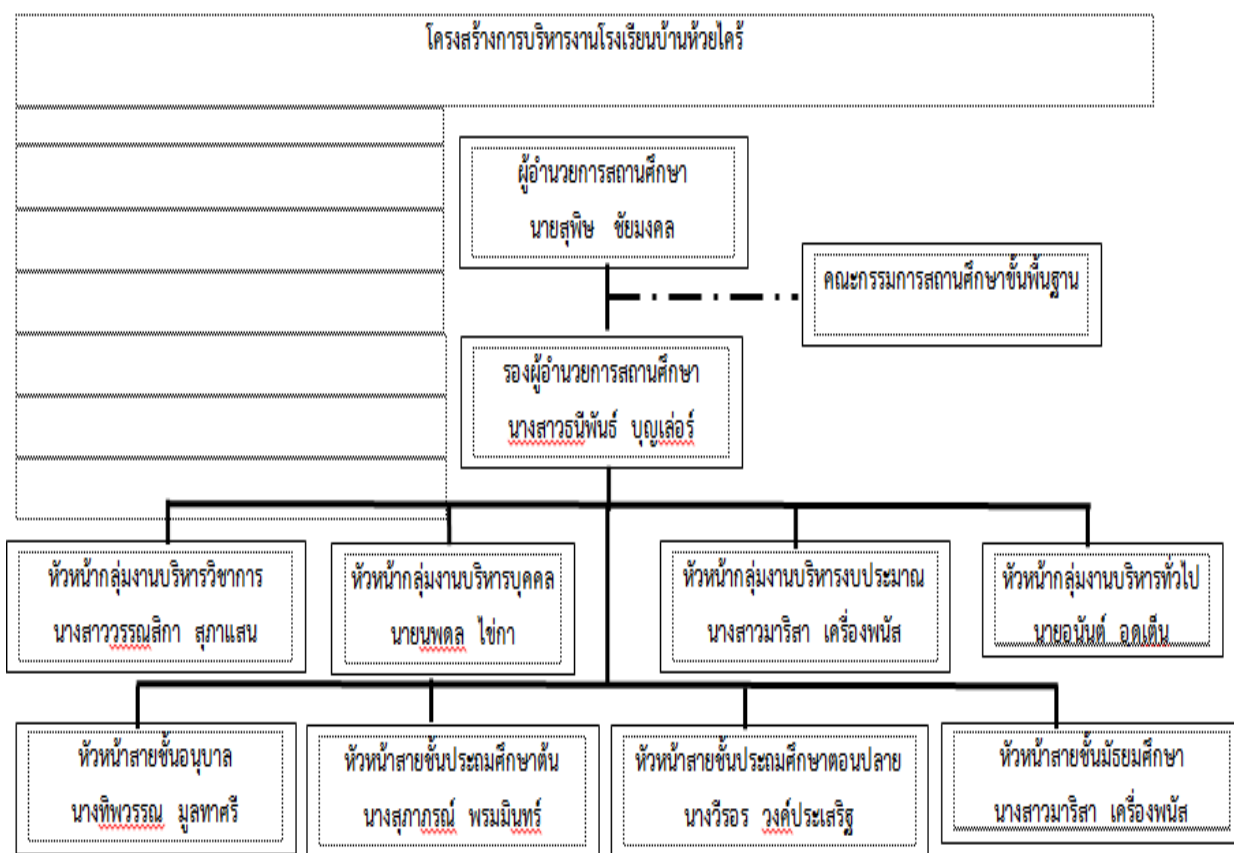 โครงสร้างการบริหารงานโรงเรียนบ้านห้วยไคร้
ผู้อำนวยการสถานศึกษา
นายสุพิษ ชัยมงคล
คณะกรรมการสถานศึกษาขั้นพื้นฐาน
รองผู้อำนวยการสถานศึกษา
นางสาวธนีพันธ์ บุญเล่อร์
หัวหน้ากลุ่มงานบริหารวิชาการ
นางสาววรรณสิกา สุภาแสน
หัวหน้ากลุ่มงานบริหารบุคคล
นายนพดล ไข่กา
หัวหน้ากลุ่มงานบริหารงบประมาณ
นางสาวมาริสา เครื่องพนัส
หัวหน้ากลุ่มงานบริหารทั่วไป
นายอนันต์ อุดเต็น
หัวหน้าสายชั้นอนุบาล
นางทิพวรรณ มูลทาศรี
หัวหน้าสายชั้นประถมศึกษาต้น
นางสุภาภรณ์ พรมมินทร์
หัวหน้าสายชั้นประถมศึกษาตอนปลาย
นางวีรอร วงค์ประเสริฐ
หัวหน้าสายชั้นมัธยมศึกษา
นางสาวมาริสา เครื่องพนัส